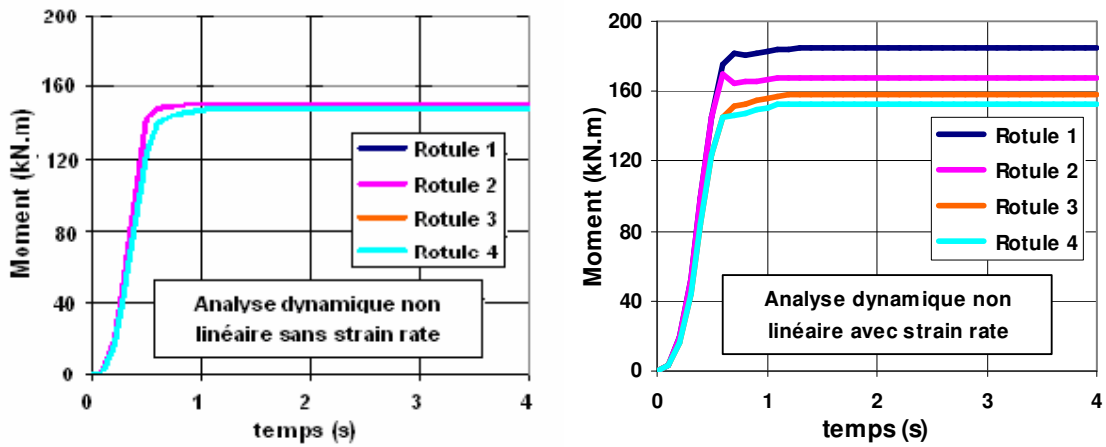 200
160
120
80
40
0
Moment (kN.m)
Rotule 1
Rotule 2
Rotule 3
Rotule 4
Analyse dynamique non
linéaire sans strain rate
0 1 2 3 4
temps (s)
200
160
120
80
40
0
Moment (kN.m)
Rotule 1
Rotule 2
Rotule 3
Rotule 4
Analyse dynamique non
linéaire avec strain rate
0 1 2 3 4
temps (s)